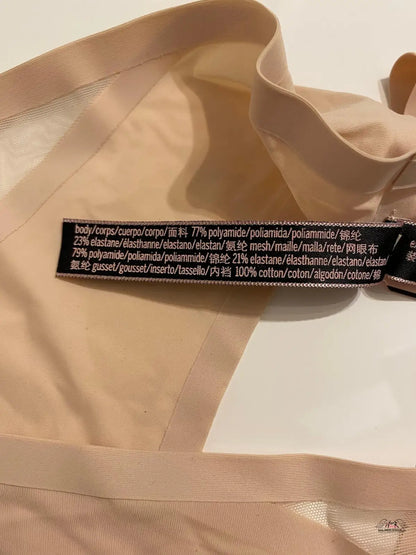 body/corps/cuerpo/corpo/面料 77% polyamide/poliamida/poliammide/锦纶
23% elastane/élasthanne/elastano/elastan/氨纶 mesh/maille/malla/rete/网眼布
79% polyamide/poliamida/poliammide/锦纶 21% elastane/élasthanne/elastano/elastan
氨纶 gusset/gousset/inserto/tassello/内裆 100% cotton/coton/algodón/cotone/